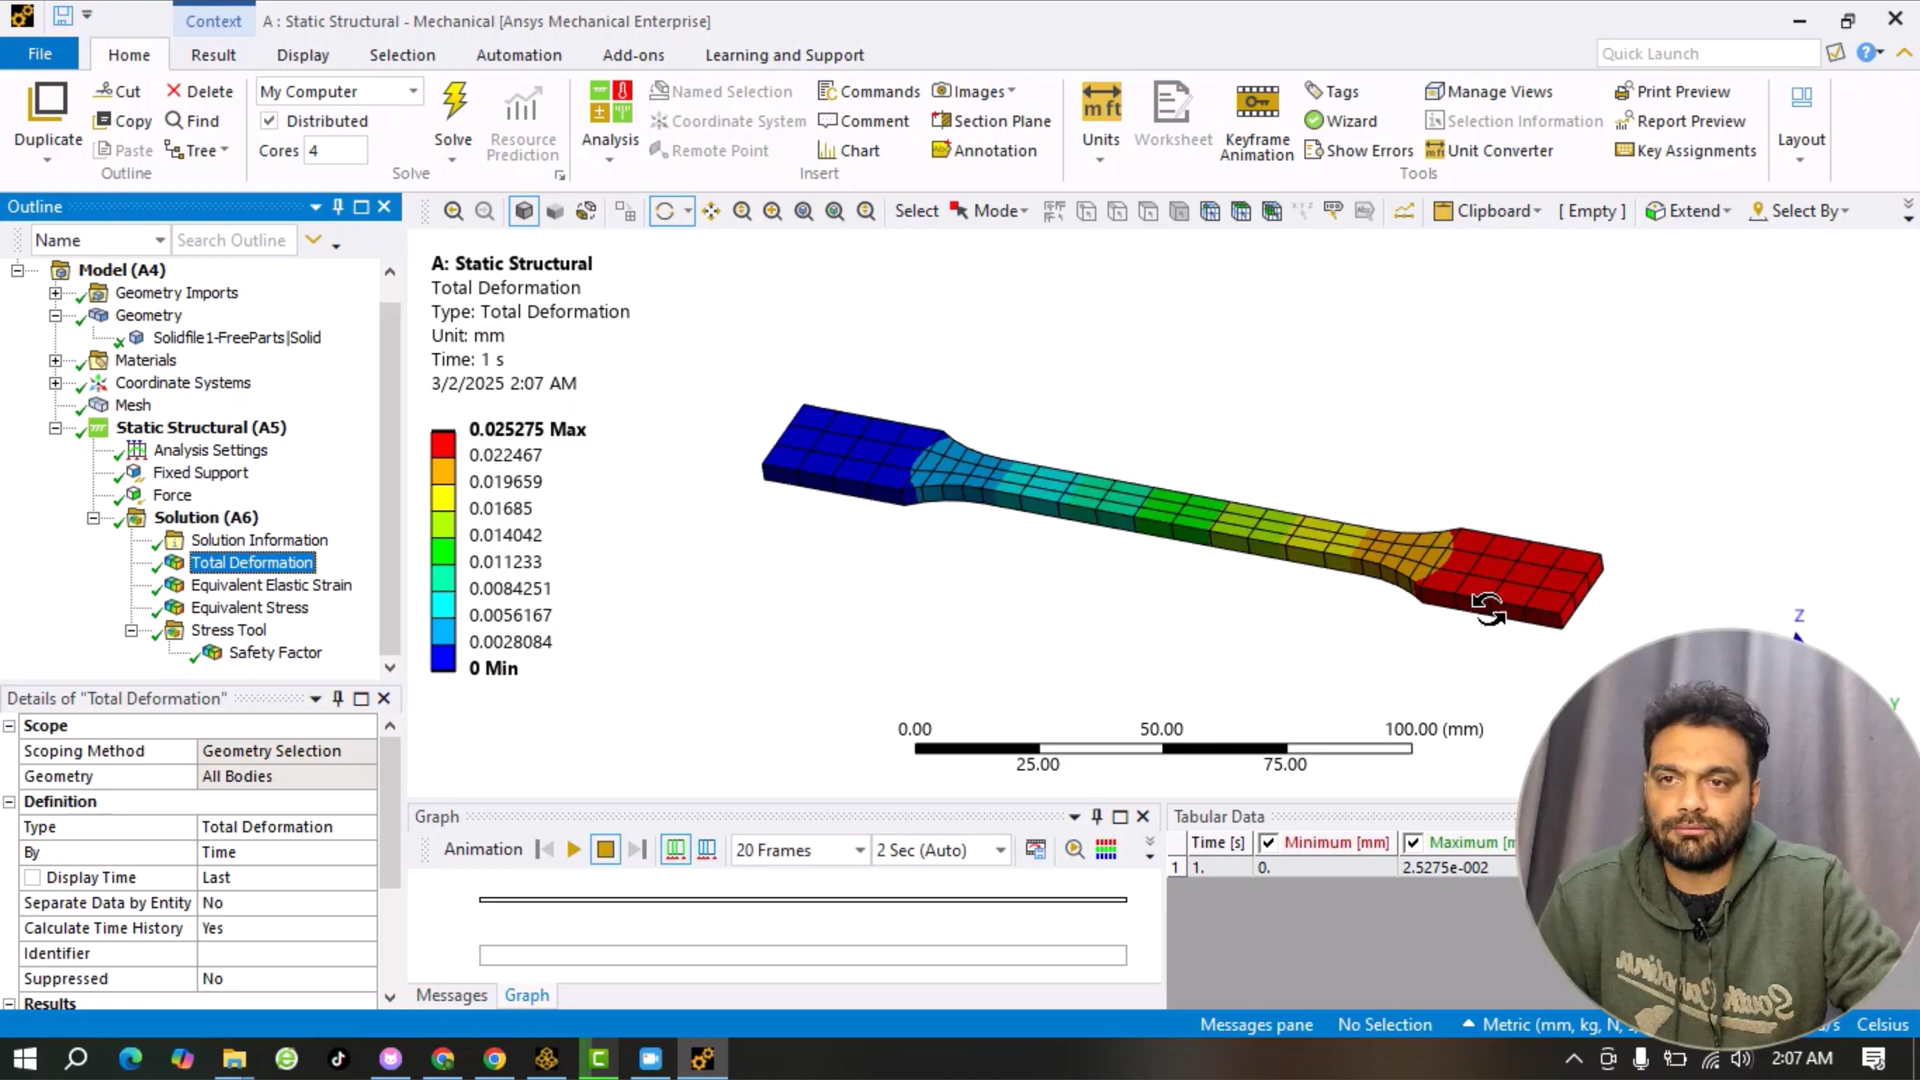 Context
A : Static Structural - Mechanical [Ansys Mechanical Enterprise]
File
Home
Result
Display
Selection
Automation
Add-ons
Learning and Support
Quick Launch
Duplicate
Cut
Delete
Copy
Find
Paste
Tree
Outline
My Computer
Distributed
Cores 4
Solve
Resource
Prediction
Solve
Analysis
Named Selection
Commands
Images
Coordinate System
Comment
Section Plane
Remote Point
Chart
Annotation
Insert
m ft
Units
Worksheet
Keyframe
Animation
Tags
Manage Views
Print Preview
Wizard
Selection Information
Report Preview
Show Errors
Unit Converter
Key Assignments
Tools
Layout
Outline
Name
Search Outline
Select
Mode
Clipboard
[ Empty ]
Extend
Select By
Model (A4)
Geometry Imports
Geometry
Solidfile1-FreeParts|Solid
Materials
Coordinate Systems
Mesh
Static Structural (A5)
Analysis Settings
Fixed Support
Force
Solution (A6)
Solution Information
Total Deformation
Equivalent Elastic Strain
Equivalent Stress
Stress Tool
Safety Factor
A: Static Structural
Total Deformation
Type: Total Deformation
Unit: mm
Time: 1 s
3/2/2025 2:07 AM
0.025275 Max
0.022467
0.019659
0.01685
0.014042
0.011233
0.0084251
0.0056167
0.0028084
0 Min
Z
Y
0.00
50.00
100.00 (mm)
25.00
75.00
Details of "Total Deformation"
Scope
Scoping Method
Geometry Selection
Geometry
All Bodies
Definition
Type
Total Deformation
By
Time
Display Time
Last
Separate Data by Entity
No
Calculate Time History
Yes
Identifier
Suppressed
No
Results
Graph
Animation
20 Frames
2 Sec (Auto)
Messages
Graph
Tabular Data
Time [s]
Minimum [mm]
Maximum [m
1
1.
0.
2.5275e-002
Messages pane
No Selection
Metric (mm, kg, N,
Celsius
2:07 AM